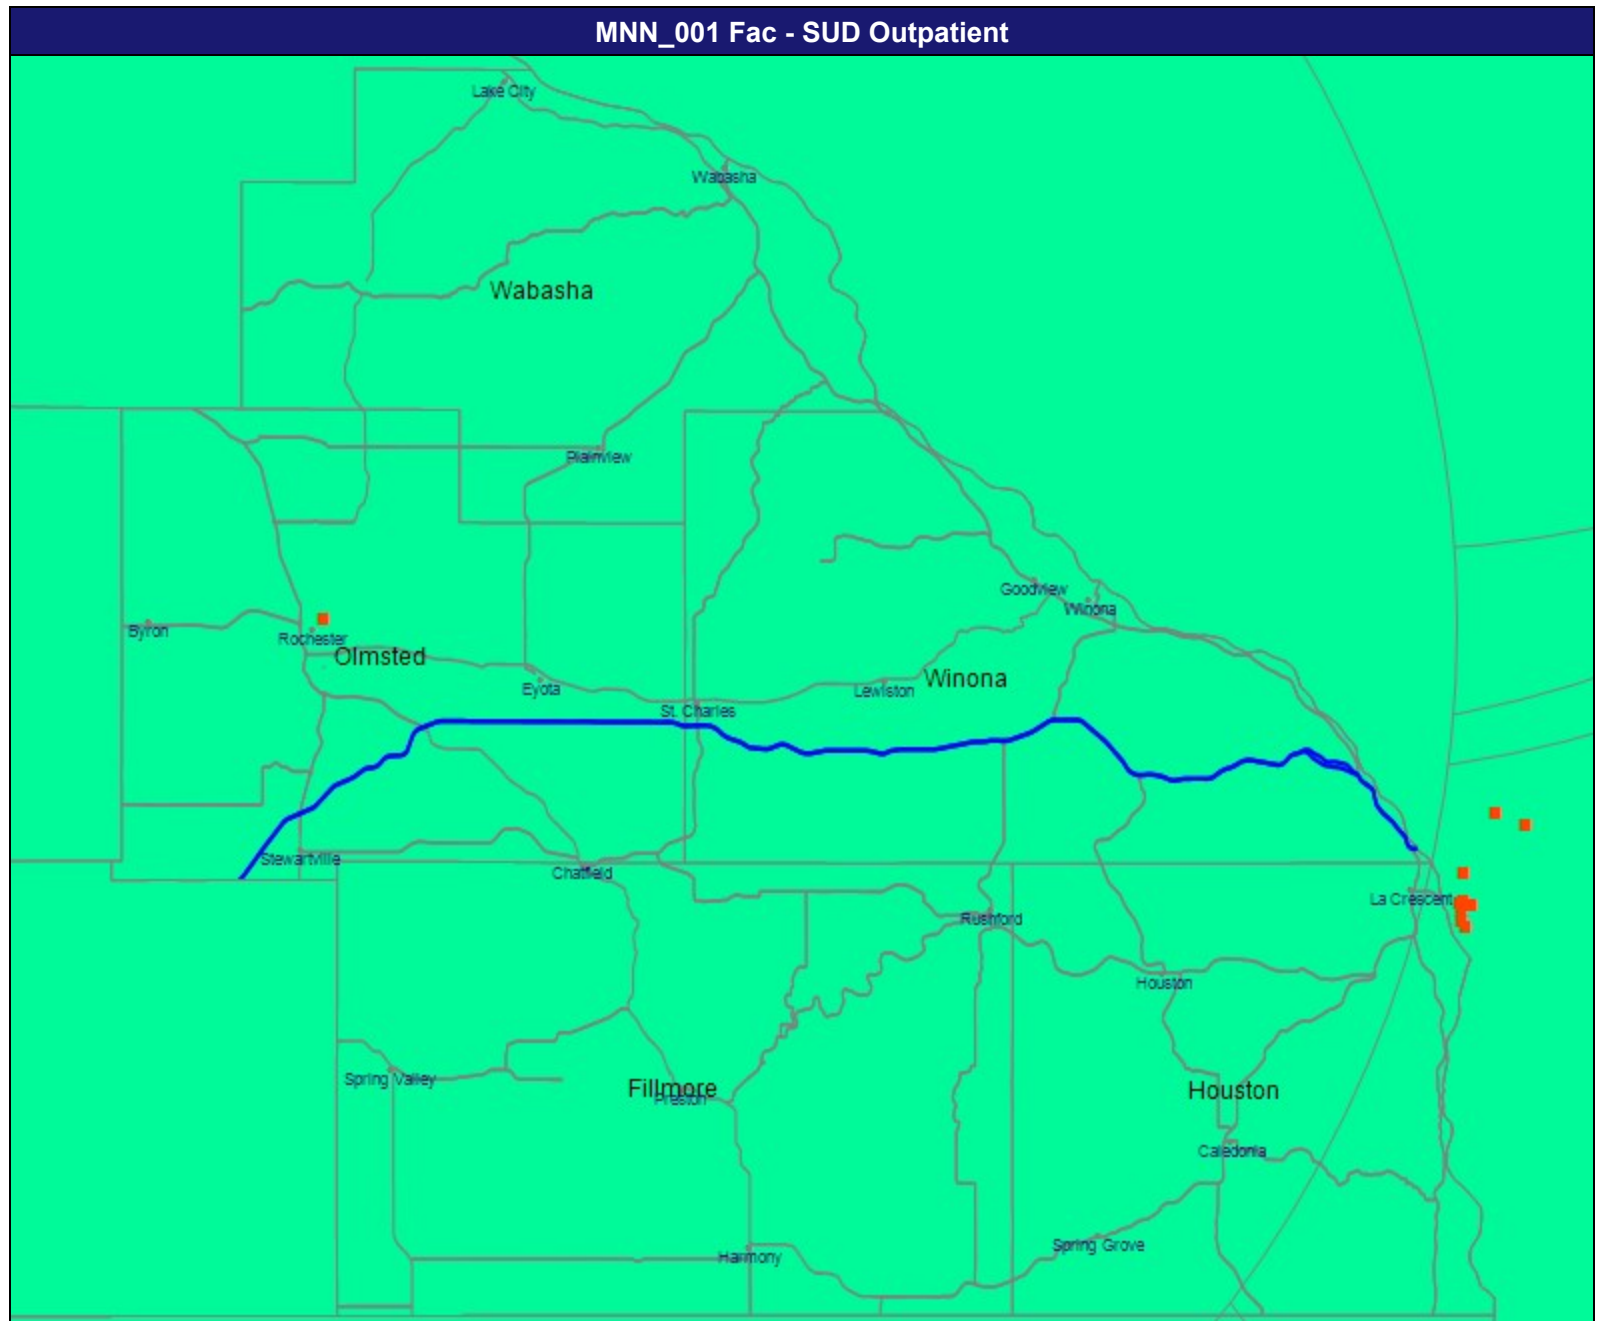 MNN_001 Fac - SUD Outpatient
Lake City
Wabasha
Wabasha
Plainview
Goodview
Winona
Byron
Rochester
Olmsted
Eyota
Lewiston
Winona
St. Charles
Stewartville
Chatfield
La Crescent
Rushford
Houston
Spring Valley
Fillmore
Preston
Houston
Caledonia
Harmony
Spring Grove